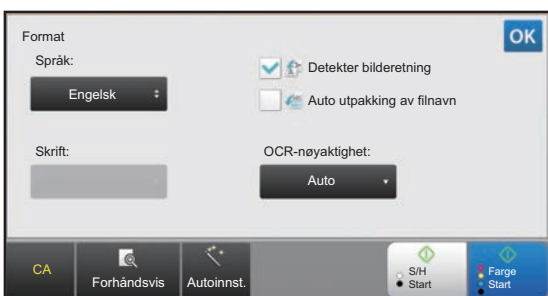 Format
OK
Språk:
Engelsk
Detekter bilderetning
Auto utpakking av filnavn
Skrift:
OCR-nøyaktighet:
Auto
CA
Forhåndsvis
Autoinnst.
S/H
Start
Farge
Start